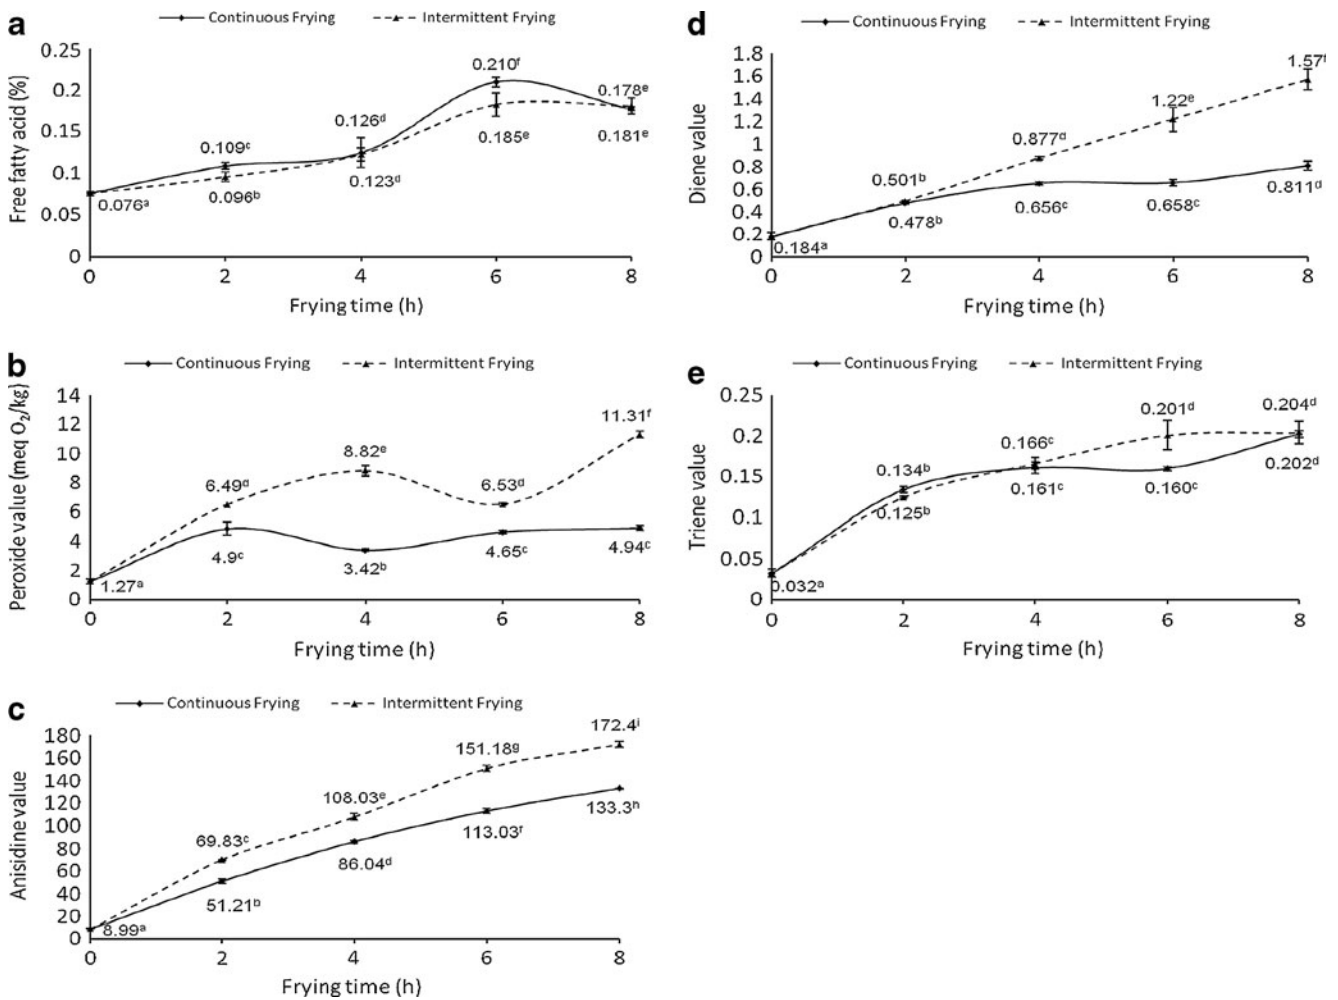 a
Continuous Frying Intermittent Frying
Free fatty acid (%)
0.25
0.2
0.15
0.1
0.05
0
0.076ᵃ
0.109ᶜ
0.096ᵇ
0.126ᵈ
0.123ᵈ
0.210ᶠ
0.185ᵉ
0.178ᵉ
0.181ᵉ
0 2 4 6 8
Frying time (h)
b
Continuous Frying Intermittent Frying
Peroxide value (meq O₂/kg)
14
12
10
8
6
4
2
0
1.27ᵃ
6.49ᵈ
4.9ᶜ
8.82ᵉ
3.42ᵇ
6.53ᵈ
4.65ᶜ
11.31ᶠ
4.94ᶜ
0 2 4 6 8
Frying time (h)
c
Continuous Frying Intermittent Frying
Anisidine value
180
160
140
120
100
80
60
40
20
0
8.99ᵃ
69.83ᶜ
51.21ᵇ
108.03ᵉ
86.04ᵈ
151.18ᵍ
113.03ᶠ
172.4ⁱ
133.3ʰ
0 2 4 6 8
Frying time (h)
d
Continuous Frying Intermittent Frying
Diene value
1.8
1.6
1.4
1.2
1
0.8
0.6
0.4
0.2
0
0.184ᵃ
0.501ᵇ
0.478ᵇ
0.877ᵈ
0.656ᶜ
1.22ᵉ
0.658ᶜ
1.57ᶠ
0.811ᵈ
0 2 4 6 8
Frying time (h)
e
Continuous Frying Intermittent Frying
Triene value
0.25
0.2
0.15
0.1
0.05
0
0.032ᵃ
0.134ᵇ
0.125ᵇ
0.166ᶜ
0.161ᶜ
0.201ᵈ
0.160ᶜ
0.204ᵈ
0.202ᵈ
0 2 4 6 8
Frying time (h)